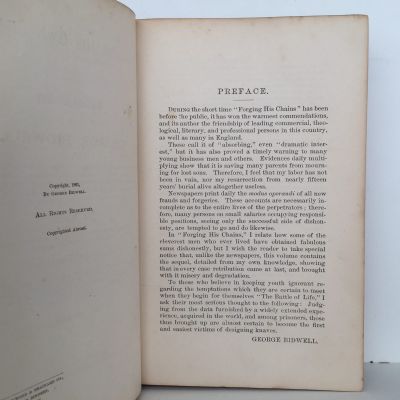 Copyright, 1891,
By George Bidwell.
All Rights Reserved.
Copyrighted Abroad.
PREFACE.
During the short time "Forging His Chains" has been
before the public, it has won the warmest commendations,
and its author the friendship of leading commercial, theo-
logical, literary, and professional persons in this country,
as well as many in England.
These call it of "absorbing," even "dramatic inter-
est," but it has also proved a timely warning to many
young business men and others. Evidences daily multi-
plying show that it is saving many parents from mourn-
ing for lost sons. Therefore, I feel that my labor has not
been in vain, nor my resurrection from nearly fifteen
years' burial alive altogether useless.
Newspapers print daily the modus operandi of all new
frauds and forgeries. These accounts are necessarily in-
complete as to the entire lives of the perpetrators: there-
fore, many persons on small salaries occupying respon-
sible positions, seeing only the successful side of dishon-
esty, are tempted to go and do likewise.
In "Forging His Chains," I relate how some of the
cleverest men who ever lived have obtained fabulous
sums dishonestly, but I wish the reader to take special
notice that, unlike the newspapers, this volume contains
the sequel, detailed from my own knowledge, showing
that in every case retribution came at last, and brought
with it misery and degradation.
To those who believe in keeping youth ignorant re-
garding the temptations which they are certain to meet
when they begin for themselves "The Battle of Life," I
ask their most serious thought to the following: Judg-
ing from the data furnished by a widely extended expe-
rience, acquired in the world, and among prisoners, those
thus brought up are almost certain to become the first
and easiest victims of designing knaves.
GEORGE BIDWELL.